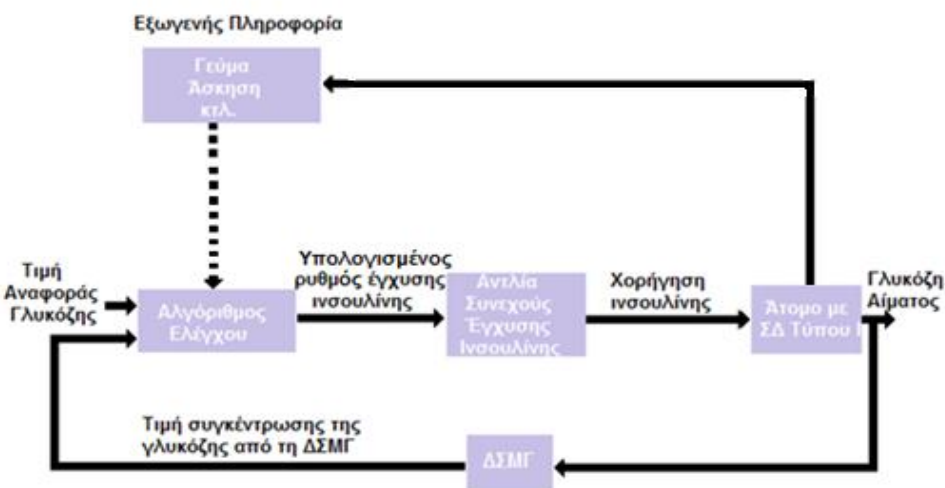 Εξωγενής Πληροφορία
Γεύμα
Άσκηση
κτλ.
Τιμή
Αναφοράς
Γλυκόζης
Αλγόριθμος
Ελέγχου
Υπολογισμένος
ρυθμός έγχυσης
ινσουλίνης
Αντλία
Συνεχούς
Έγχυσης
Ινσουλίνης
Χορήγηση
ινσουλίνης
Άτομο με
ΣΔ Τύπου Ι
Γλυκόζη
Αίματος
Τιμή συγκέντρωσης της
γλυκόζης από τη ΔΣΜΓ
ΔΣΜΓ